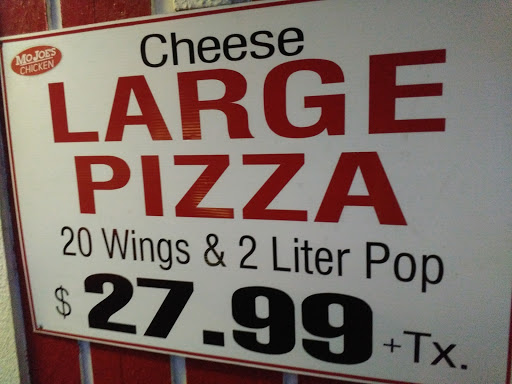 MOJOE'S
CHICKEN
Cheese
LARGE
PIZZA
20 Wings & 2 Liter Pop
$ 27.99 +Tx.